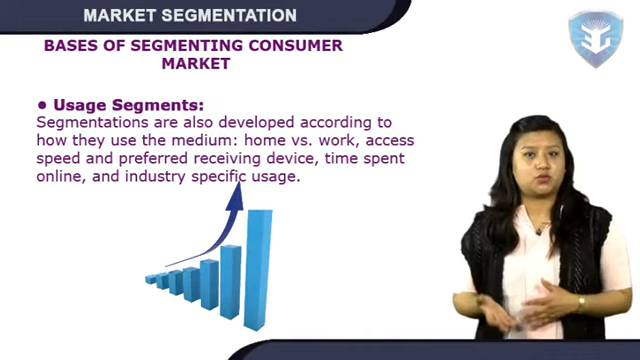 MARKET SEGMENTATION
BASES OF SEGMENTING CONSUMER
MARKET
● Usage Segments:
Segmentations are also developed according to
how they use the medium: home vs. work, access
speed and preferred receiving device, time spent
online, and industry specific usage.